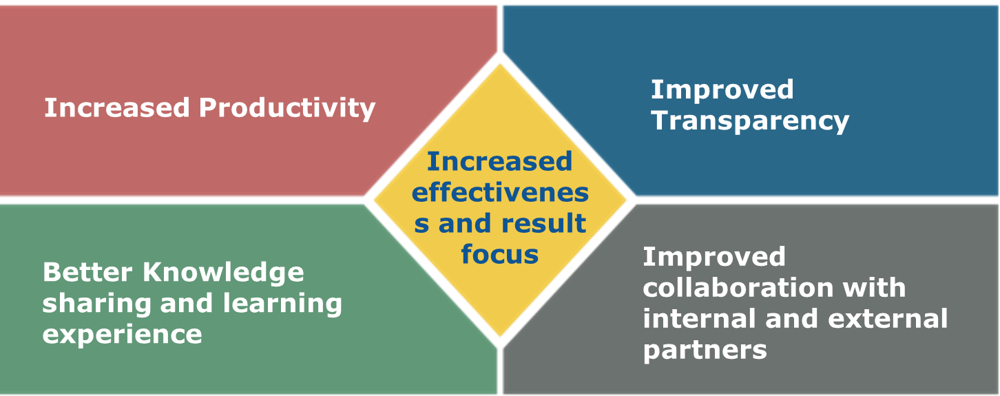 Increased Productivity
Improved
Transparency
Increased
effectivenes
s and result
focus
Better Knowledge
sharing and learning
experience
Improved
collaboration with
internal and external
partners